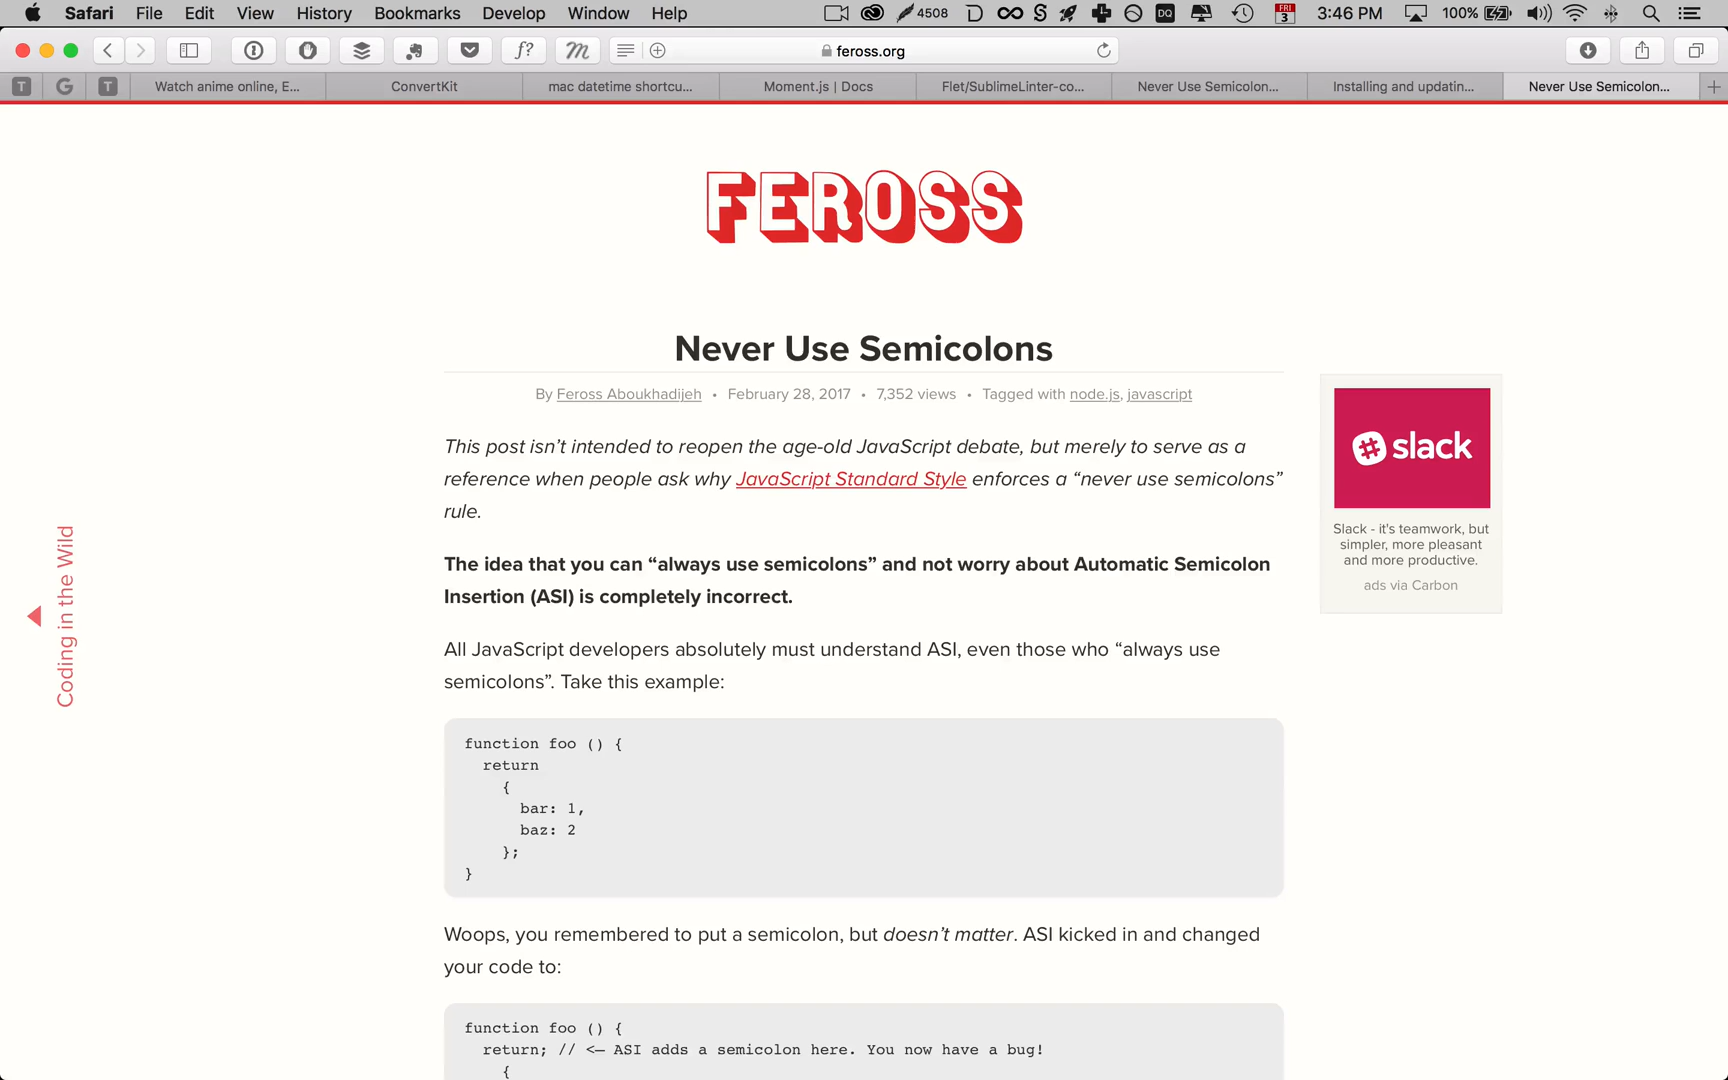 Safari File Edit View History Bookmarks Develop Window Help 4508 DQ FRI 3 3:46 PM 100%
f? m feross.org
T G T Watch anime online, E... ConvertKit mac datetime shortcu... Moment.js | Docs Flet/SublimeLinter-co... Never Use Semicolon... Installing and updatin... Never Use Semicolon...
FEROSS
Never Use Semicolons
By Feross Aboukhadijeh • February 28, 2017 • 7,352 views • Tagged with node.js, javascript
This post isn’t intended to reopen the age-old JavaScript debate, but merely to serve as a
reference when people ask why JavaScript Standard Style enforces a “never use semicolons”
rule.
The idea that you can “always use semicolons” and not worry about Automatic Semicolon
Insertion (ASI) is completely incorrect.
All JavaScript developers absolutely must understand ASI, even those who “always use
semicolons”. Take this example:
function foo () {
return
{
bar: 1,
baz: 2
};
}
Woops, you remembered to put a semicolon, but doesn’t matter. ASI kicked in and changed
your code to:
function foo () {
return; // <— ASI adds a semicolon here. You now have a bug!
{
slack
Slack - it's teamwork, but
simpler, more pleasant
and more productive.
ads via Carbon
Coding in the Wild